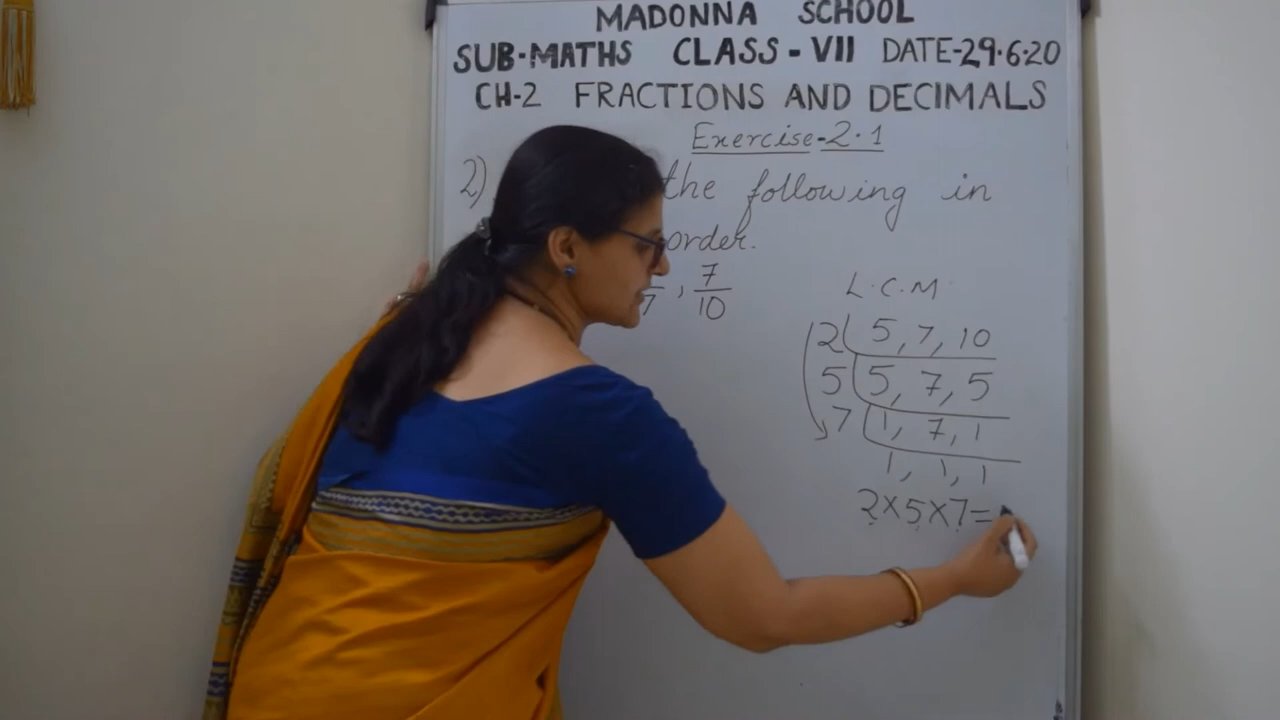 MADONNA SCHOOL
SUB-MATHS CLASS-VII DATE-29.6.20
CH-2 FRACTIONS AND DECIMALS
Exercise-2.1
2) the following in
order.
7, 7/10
L.C.M.
2 5, 7, 10
5 5, 7, 5
7 1, 7, 1
1, 1, 1
2×5×7=